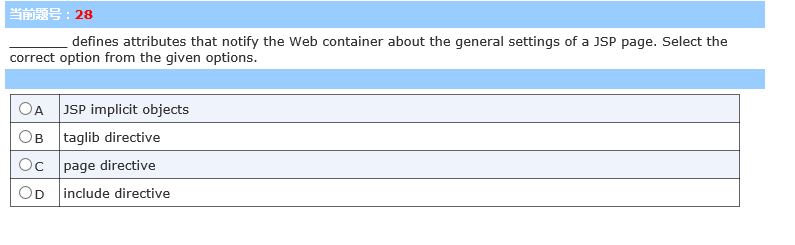 当前题号：28
________ defines attributes that notify the Web container about the general settings of a JSP page. Select the
correct option from the given options.
A JSP implicit objects
B taglib directive
C page directive
D include directive